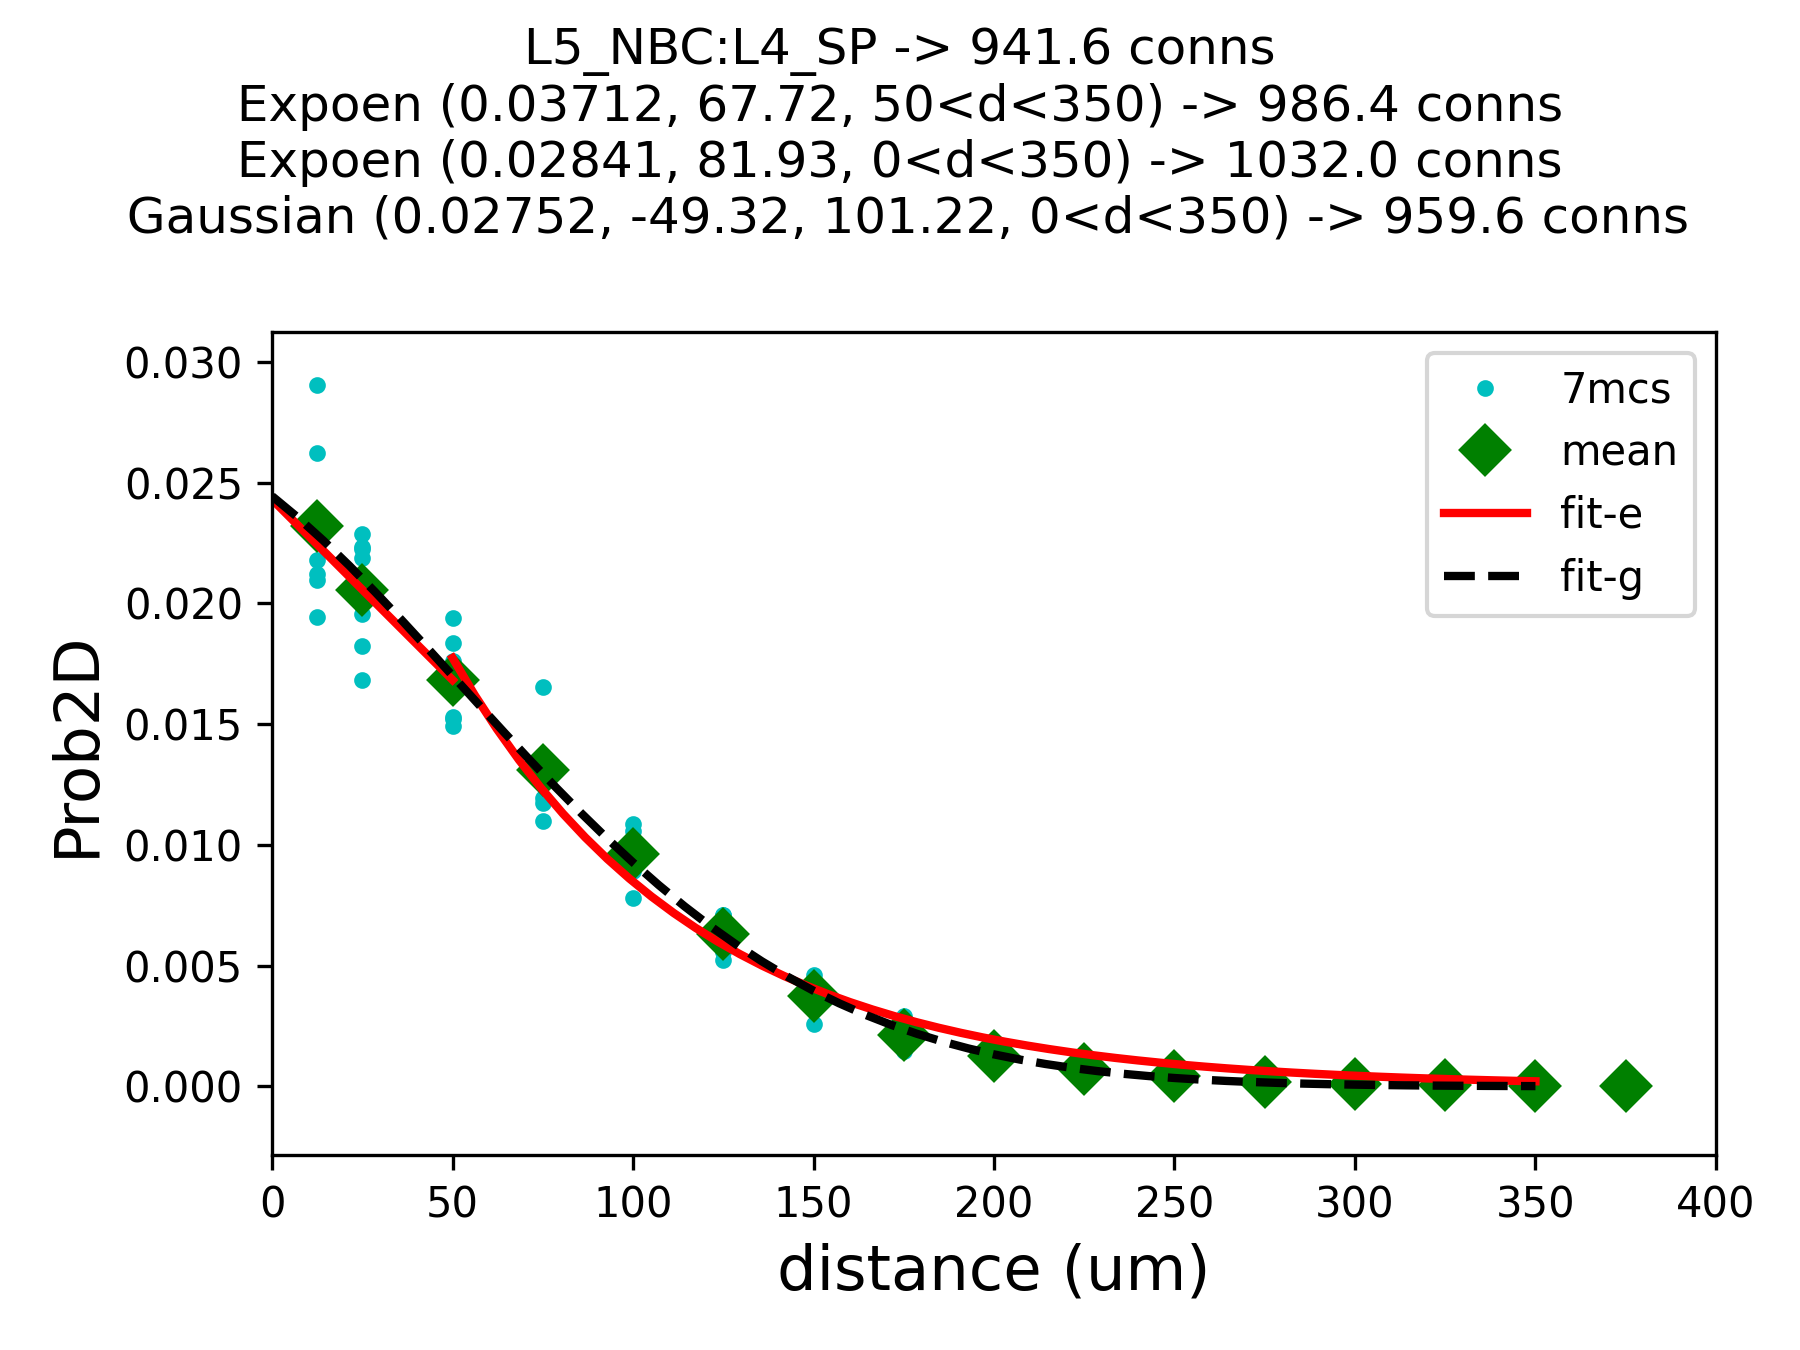 L5_NBC:L4_SP -> 941.6 conns
Expoen (0.03712, 67.72, 50<d<350) -> 986.4 conns
Expoen (0.02841, 81.93, 0<d<350) -> 1032.0 conns
Gaussian (0.02752, -49.32, 101.22, 0<d<350) -> 959.6 conns
0.030
0.025
0.020
0.015
0.010
0.005
0.000
Prob2D
7mcs
mean
fit-e
fit-g
0 50 100 150 200 250 300 350 400
distance (um)